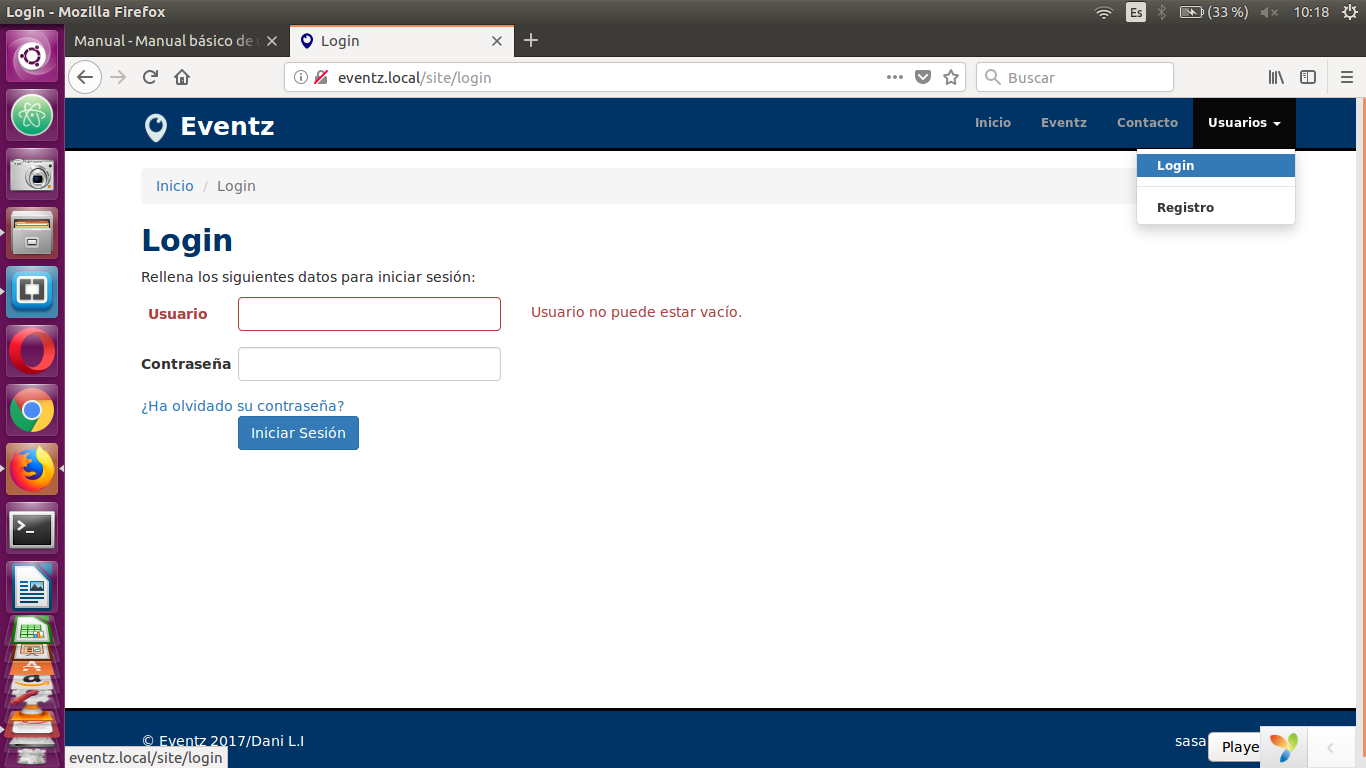 Login - Mozilla Firefox
Es
(33 %)
10:18
Manual - Manual básico de
Login
eventz.local/site/login
Buscar
Eventz
Inicio
Eventz
Contacto
Usuarios
Login
Registro
Inicio / Login
Login
Rellena los siguientes datos para iniciar sesión:
Usuario
Usuario no puede estar vacío.
Contraseña
¿Ha olvidado su contraseña?
Iniciar Sesión
© Eventz 2017/Dani L.I
sasa
Playe
eventz.local/site/login